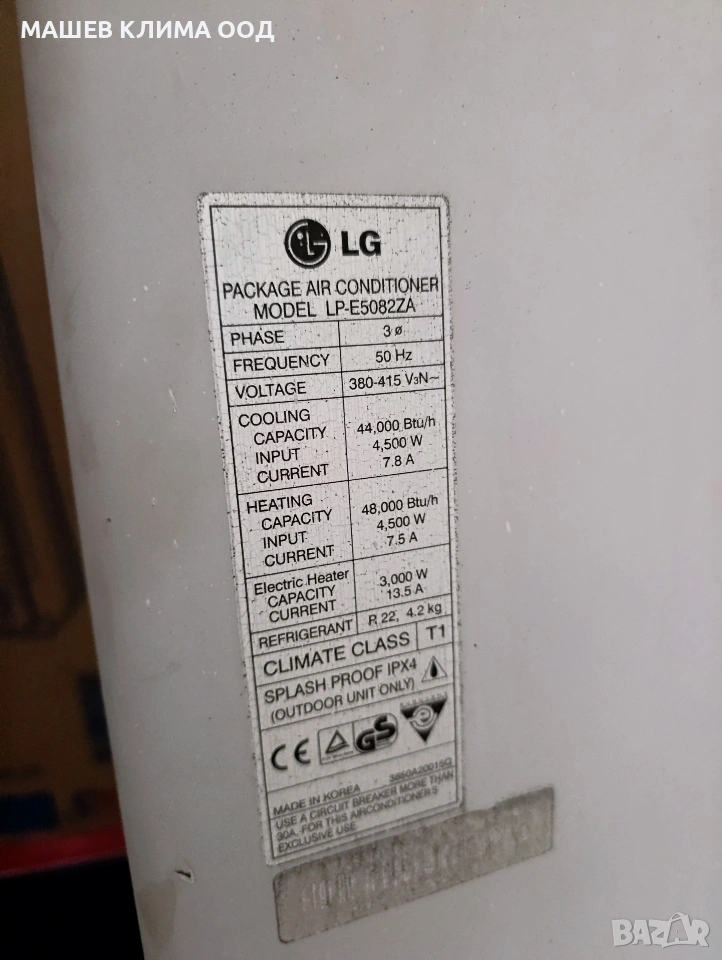 МАШЕВ КЛИМА ООД
LG
PACKAGE AIR CONDITIONER
MODEL LP-E5082ZA
PHASE 3 ø
FREQUENCY 50 Hz
VOLTAGE 380-415 V3N~
COOLING
CAPACITY 44,000 Btu/h
INPUT 4,500 W
CURRENT 7.8 A
HEATING
CAPACITY 48,000 Btu/h
INPUT 4,500 W
CURRENT 7.5 A
Electric Heater
CAPACITY 3,000 W
CURRENT 13.5 A
REFRIGERANT R 22, 4.2 kg
CLIMATE CLASS T1
SPLASH PROOF IPX4
(OUTDOOR UNIT ONLY)
CE GS e
MADE IN KOREA 3850A20015Q
USE A CIRCUIT BREAKER MORE THAN
30A, FOR THIS AIRCONDITIONER'S
EXCLUSIVE USE
BAZAR